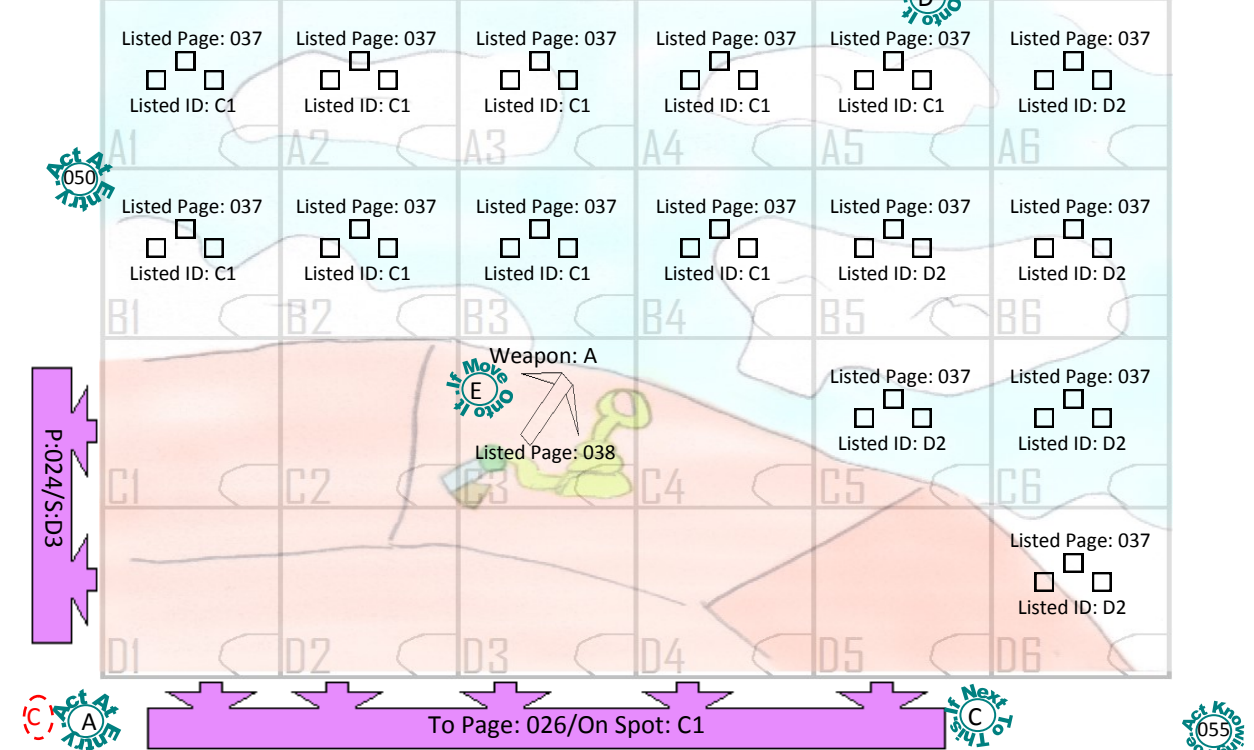 D
Onto It.
Listed Page: 037 Listed Page: 037 Listed Page: 037 Listed Page: 037 Listed Page: 037 Listed Page: 037
Listed ID: C1 Listed ID: C1 Listed ID: C1 Listed ID: C1 Listed ID: C1 Listed ID: D2
A1 A2 A3 A4 A5 A6
Act At Entry.
050
Listed Page: 037 Listed Page: 037 Listed Page: 037 Listed Page: 037 Listed Page: 037 Listed Page: 037
Listed ID: C1 Listed ID: C1 Listed ID: C1 Listed ID: C1 Listed ID: D2 Listed ID: D2
B1 B2 B3 B4 B5 B6
Weapon: A
If Move Onto It.
E
Listed Page: 037 Listed Page: 037
Listed ID: D2 Listed ID: D2
Listed Page: 038
C1 C2 C3 C4 C5 C6
P:024/S:D3
Listed Page: 037
Listed ID: D2
D1 D2 D3 D4 D5 D6
C
Act At Entry.
A
To Page: 026/On Spot: C1
If Next To This.
C
Act Knowing
055